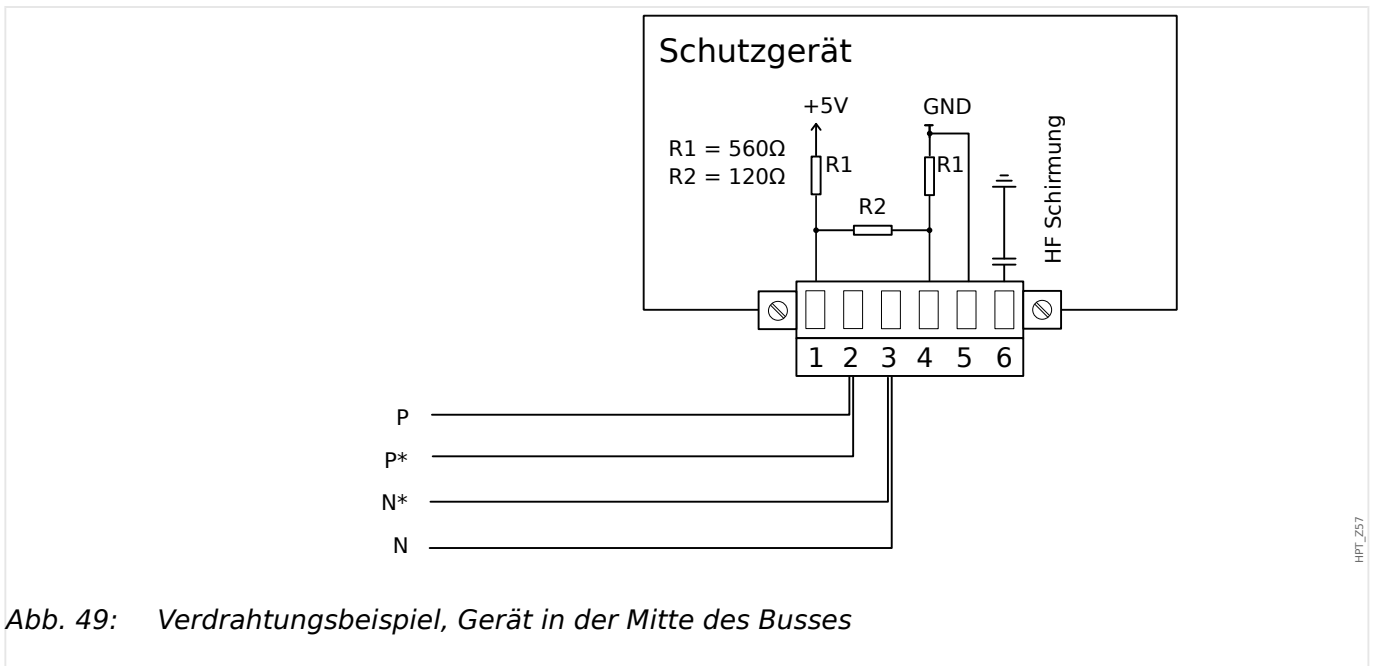 Schutzgerät
+5V
GND
R1 = 560Ω
R2 = 120Ω
R1
R1
R2
HF Schirmung
1 2 3 4 5 6
P
P*
N*
N
HPT_Z57
Abb. 49: Verdrahtungsbeispiel, Gerät in der Mitte des Busses